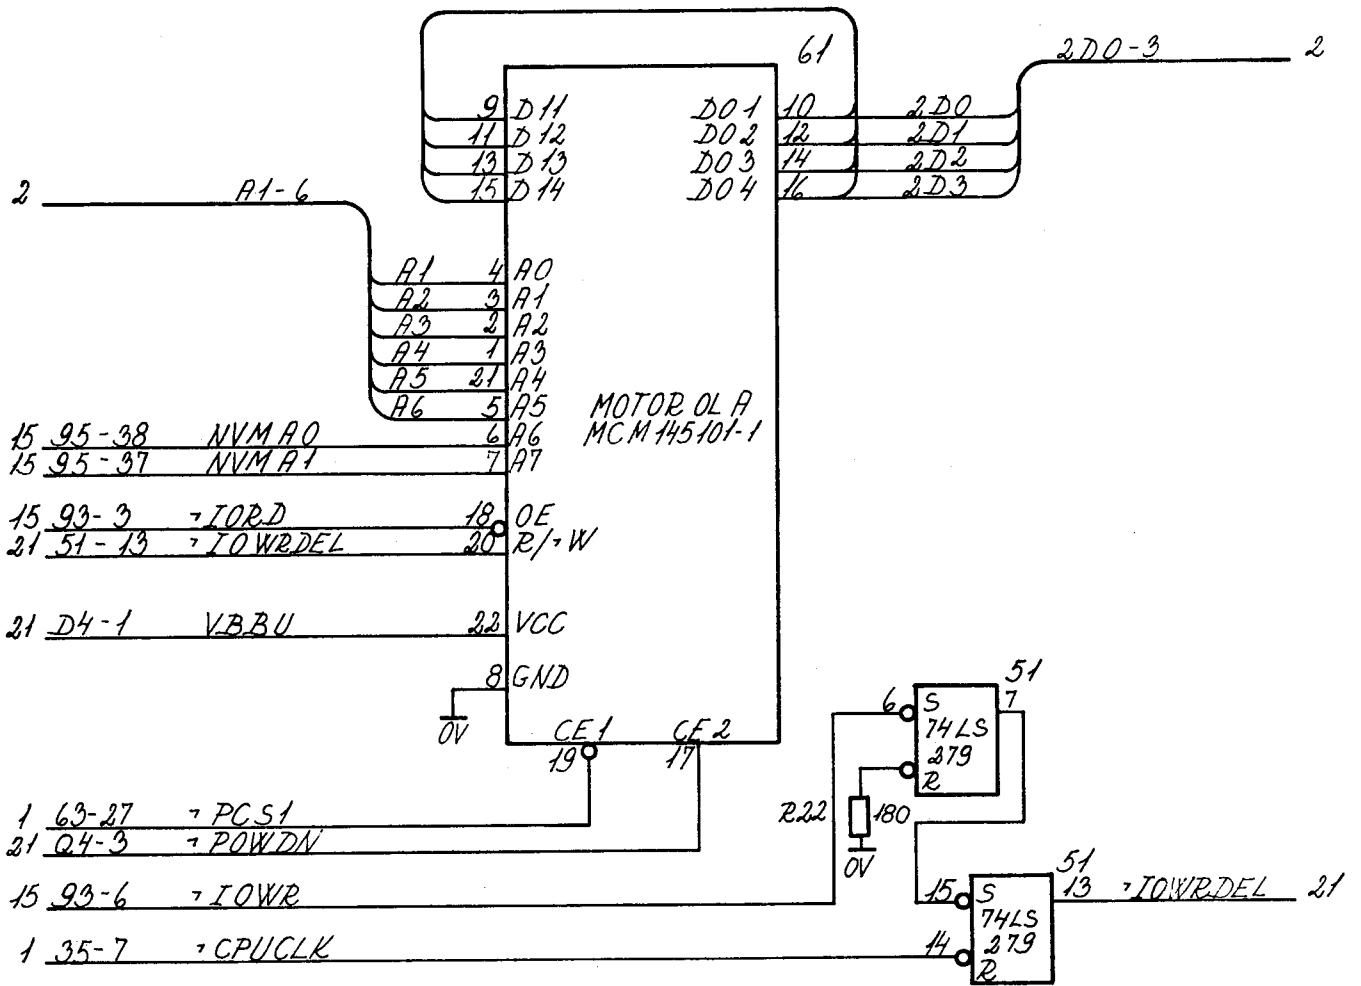 61
2D0-3 2
9 D11 DO1 10 2D0
11 D12 DO2 12 2D1
13 D13 DO3 14 2D2
15 D14 DO4 16 2D3
2 A1-6
A1 4 A0
A2 3 A1
A3 2 A2
A4 1 A3
A5 21 A4
A6 5 A5
MOTOROLA
MCM145101-1
15 95-38 NVMA0 6 A6
15 95-37 NVMA1 7 A7
15 93-3 ¬IORD 18 OE
21 51-13 ¬IOWRDEL 20 R/¬W
21 D4-1 VBBU 22 VCC
8 GND
0V
CE1 CE2
19 17
51
6 S 7
74LS
279
R
R22 180
0V
1 63-27 ¬PCS1
21 Q4-3 ¬POWDN
15 93-6 ¬IOWR
1 35-7 ¬CPUCLK
51
15 S 13 ¬IOWRDEL 21
74LS
279
14 R